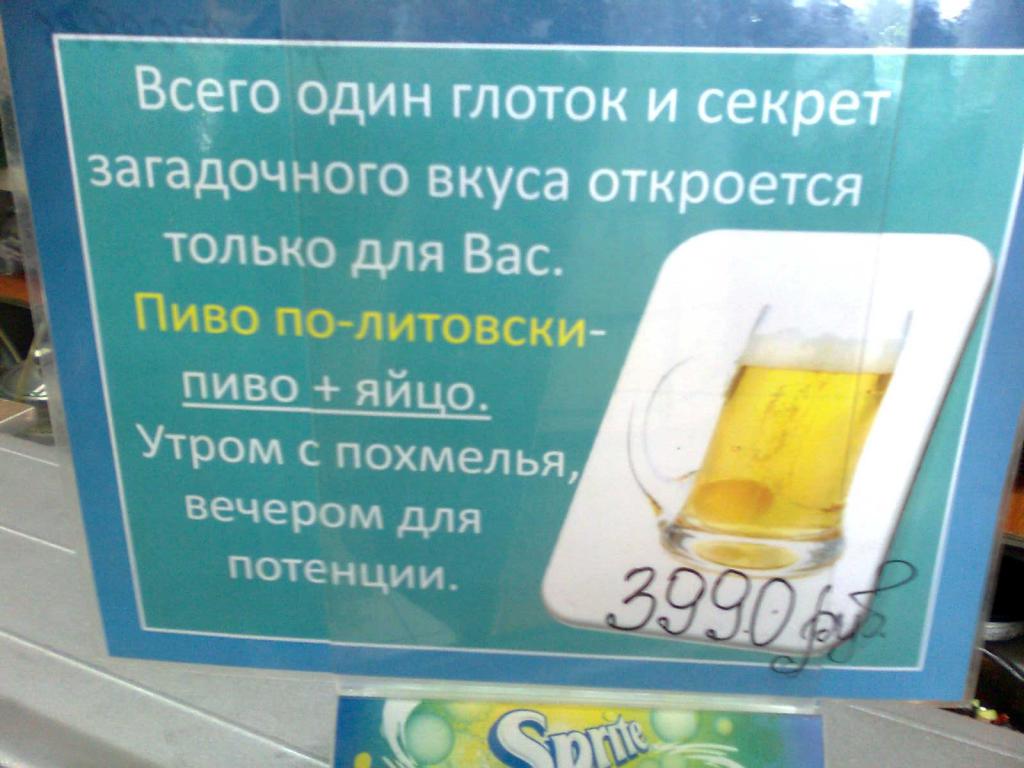 Всего один глоток и секрет
загадочного вкуса откроется
только для Вас.
Пиво по-литовски-
пиво + яйцо.
Утром с похмелья,
вечером для
потенции.
3990 руб.
Sprite